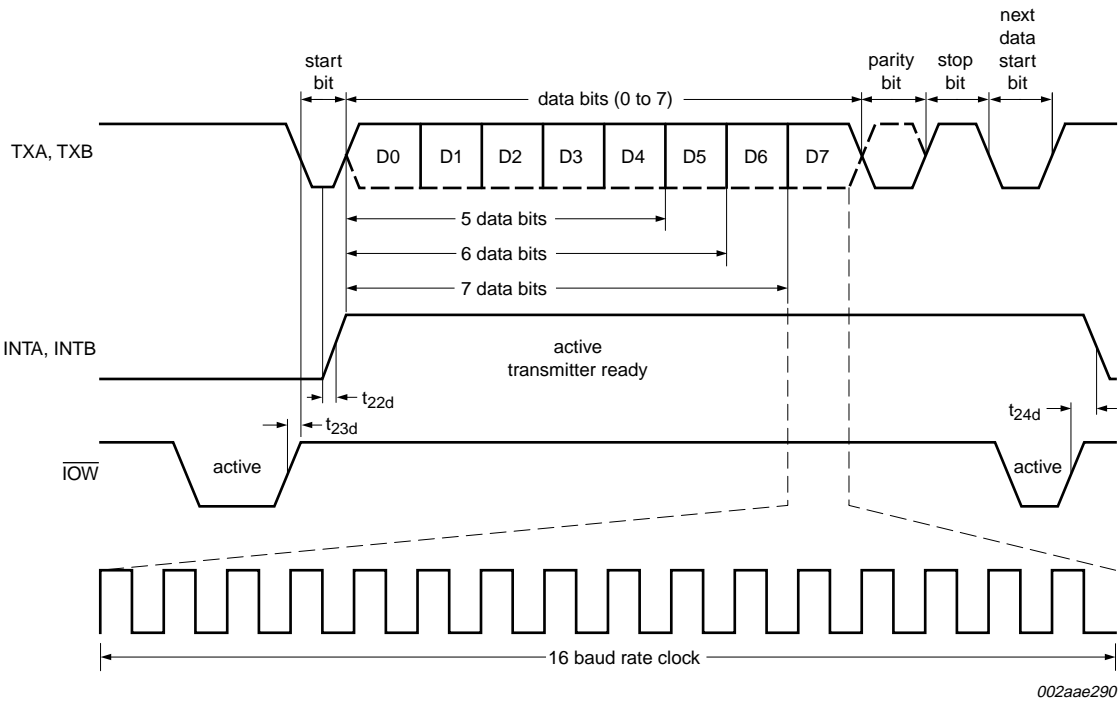 next
data
start
bit
start
bit
parity
bit
stop
bit
data bits (0 to 7)
TXA, TXB
D0 D1 D2 D3 D4 D5 D6 D7
5 data bits
6 data bits
7 data bits
INTA, INTB
active
transmitter ready
t22d
t23d
t24d
IOW
active
active
16 baud rate clock
002aae290